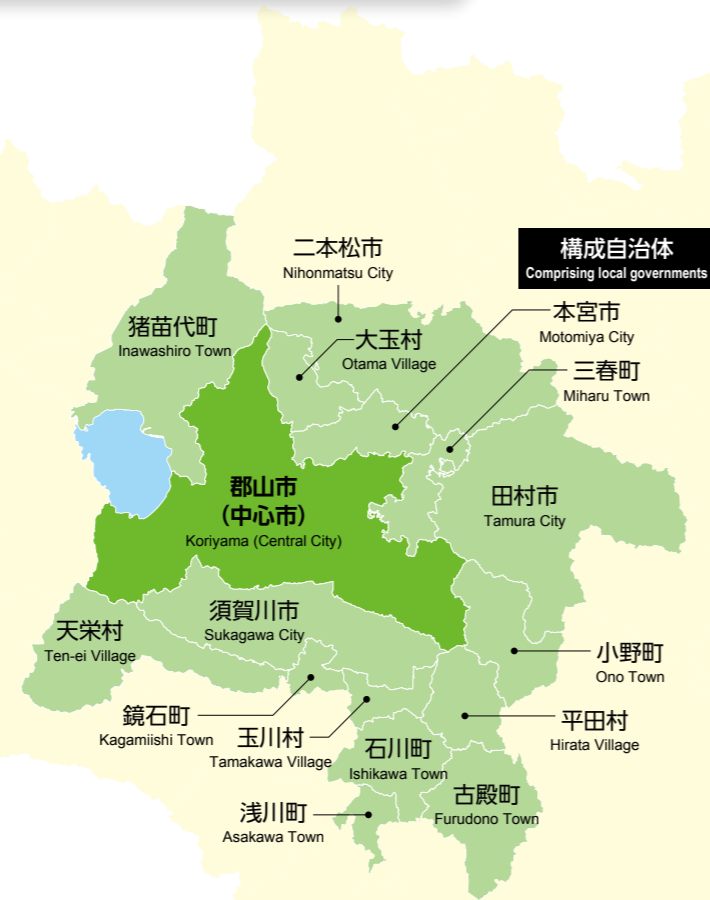 二本松市
Nihonmatsu City
構成自治体
Comprising local governments
猪苗代町
Inawashiro Town
大玉村
Otama Village
本宮市
Motomiya City
三春町
Miharu Town
郡山市
（中心市）
Koriyama (Central City)
田村市
Tamura City
須賀川市
Sukagawa City
天栄村
Ten-ei Village
小野町
Ono Town
鏡石町
Kagamiishi Town
玉川村
Tamakawa Village
平田村
Hirata Village
石川町
Ishikawa Town
古殿町
Furudono Town
浅川町
Asakawa Town